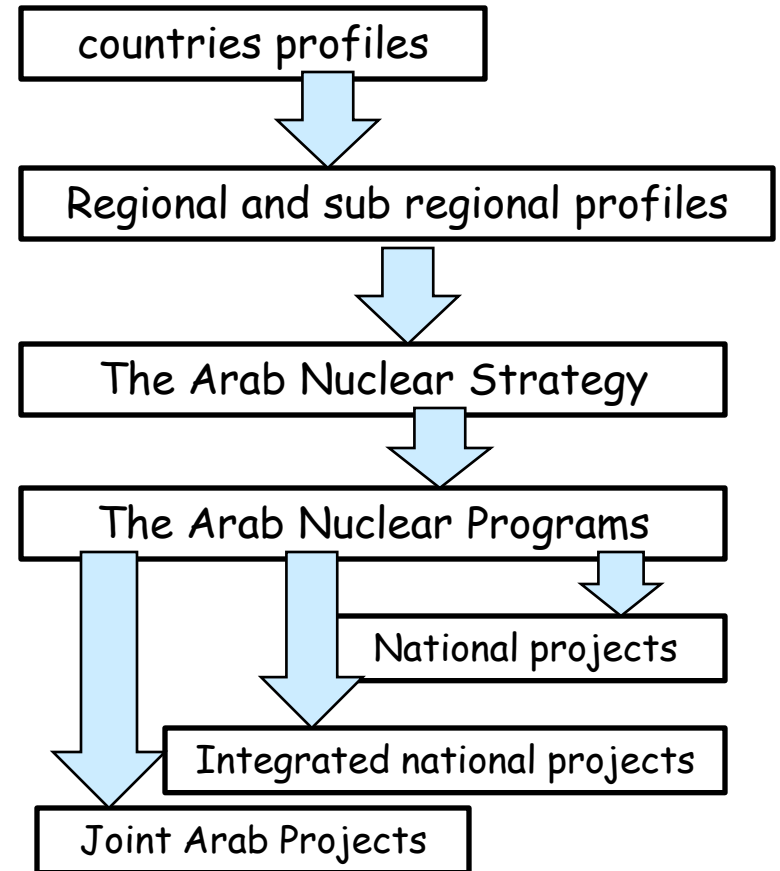 countries profiles
Regional and sub regional profiles
The Arab Nuclear Strategy
The Arab Nuclear Programs
National projects
Integrated national projects
Joint Arab Projects